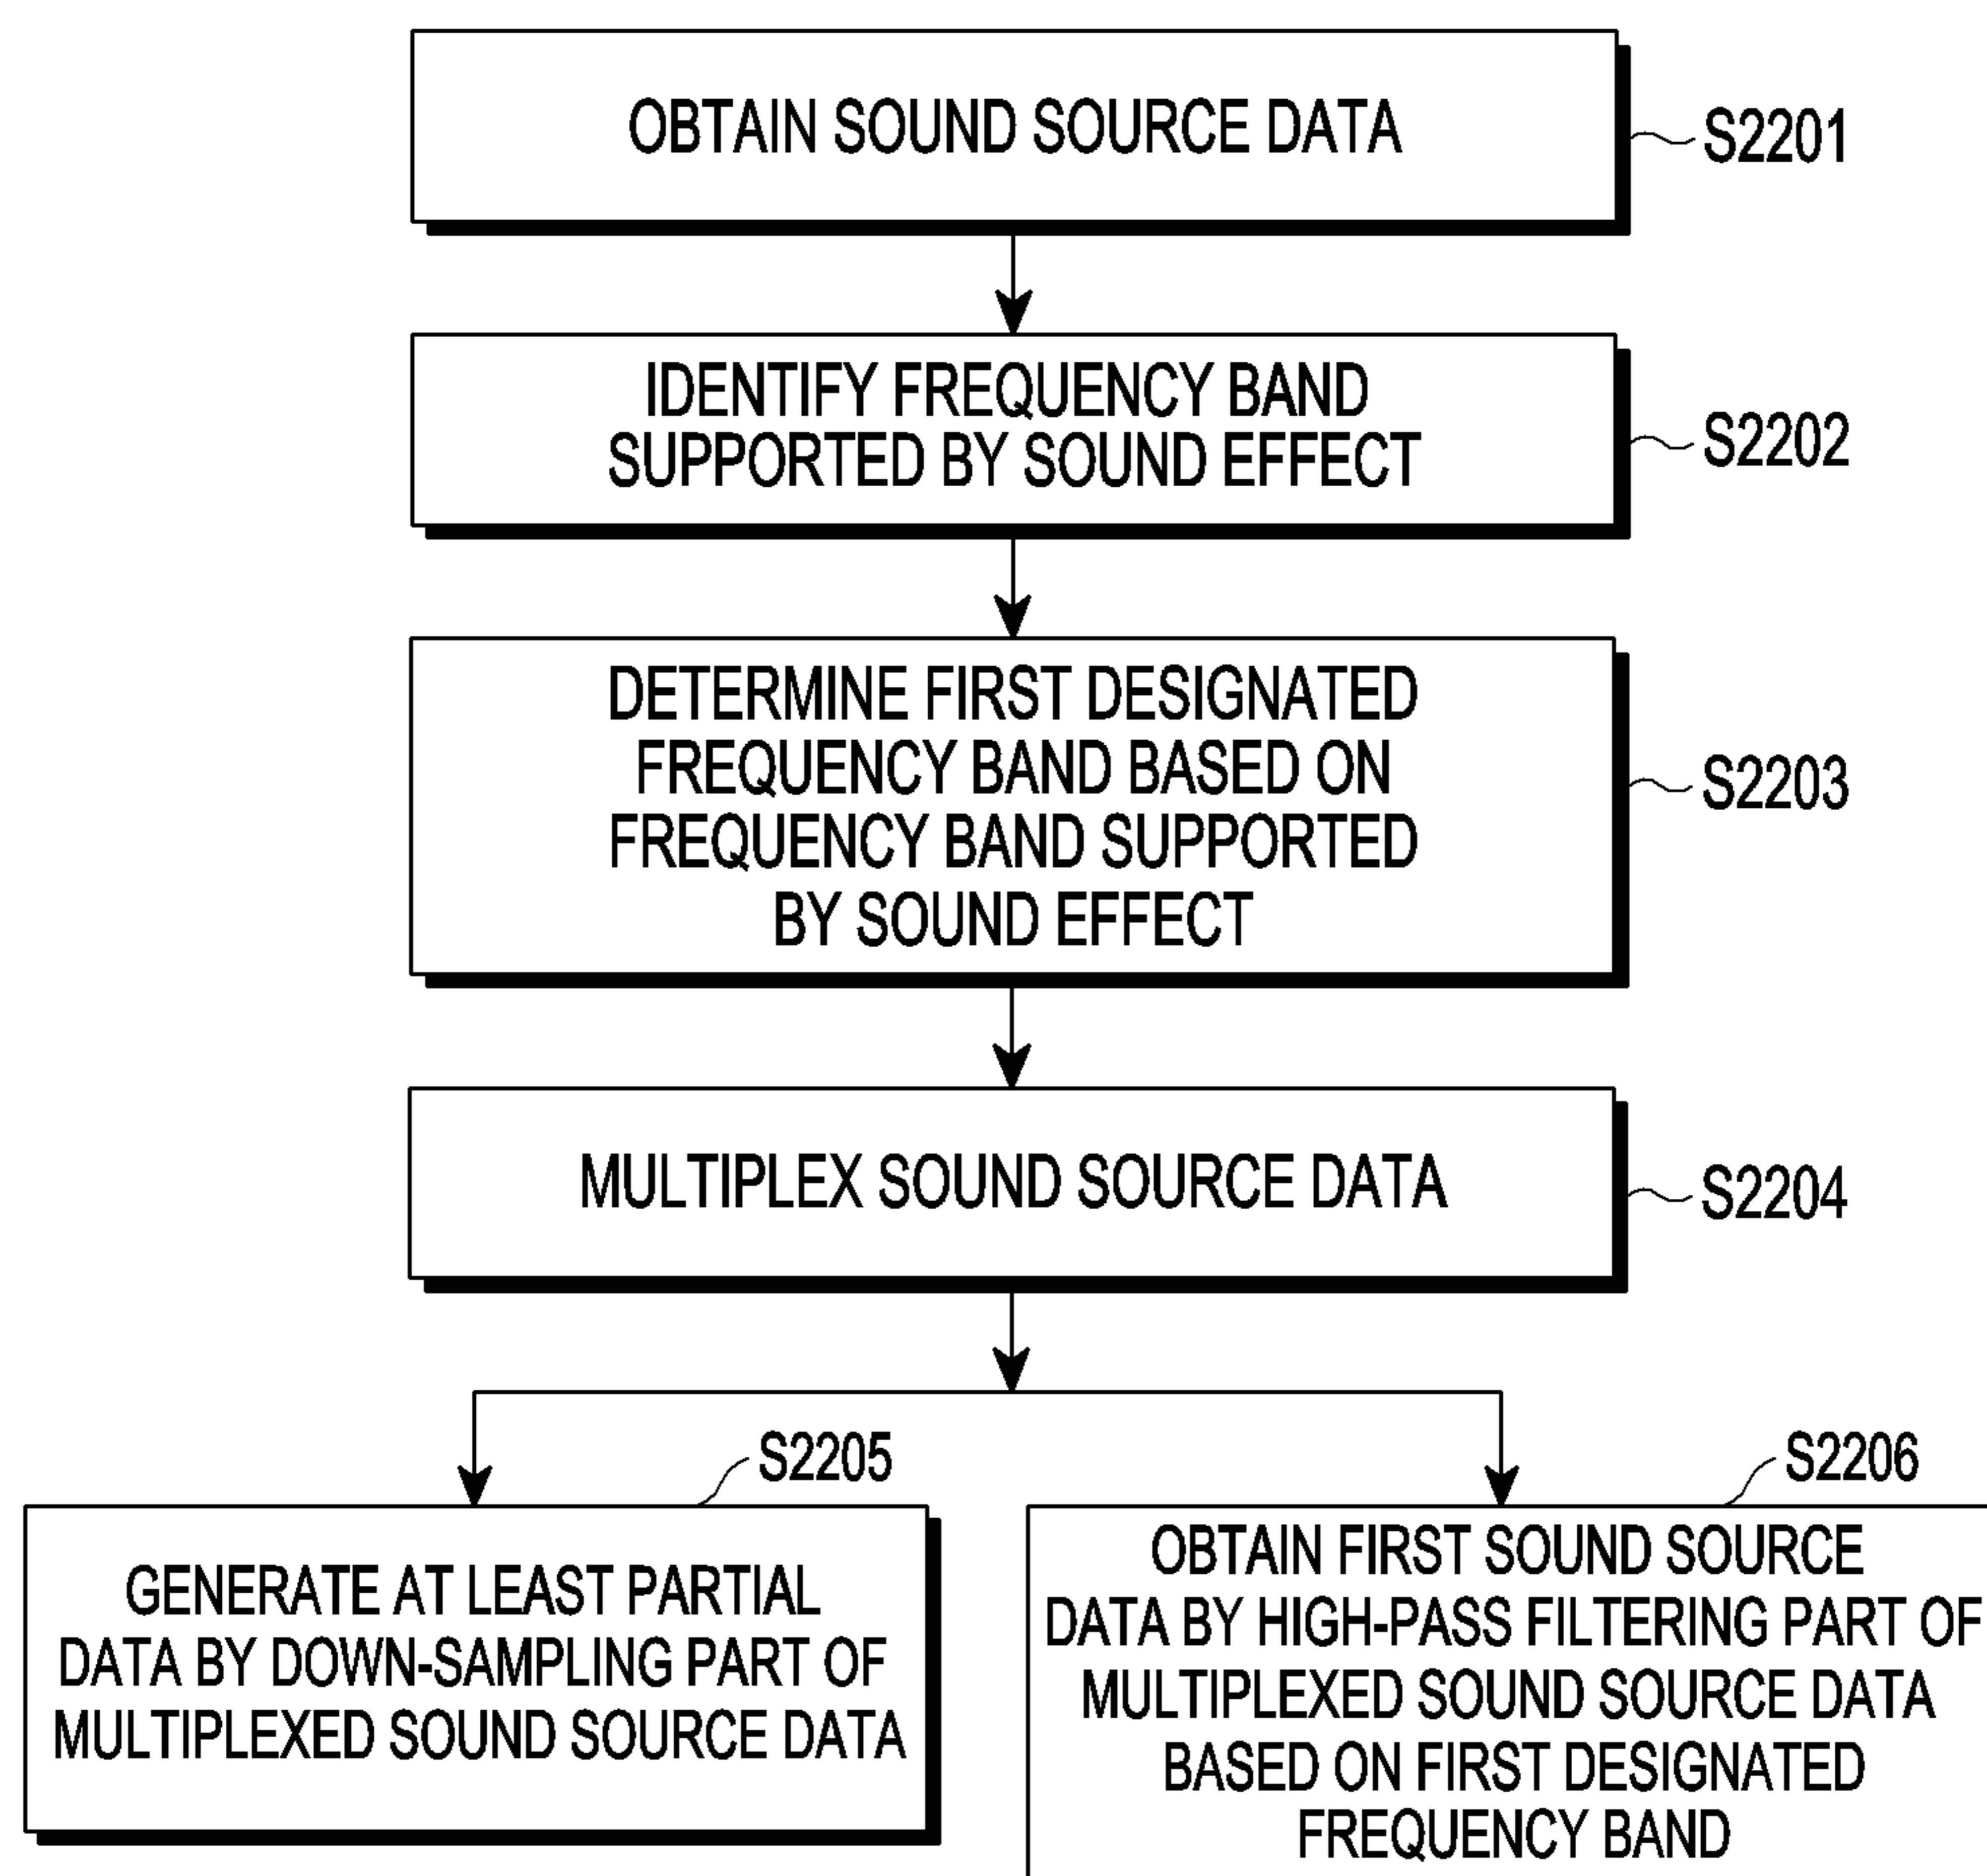 OBTAIN SOUND SOURCE DATA
S2201
IDENTIFY FREQUENCY BAND
SUPPORTED BY SOUND EFFECT
S2202
DETERMINE FIRST DESIGNATED
FREQUENCY BAND BASED ON
FREQUENCY BAND SUPPORTED
BY SOUND EFFECT
S2203
MULTIPLEX SOUND SOURCE DATA
S2204
S2205
GENERATE AT LEAST PARTIAL
DATA BY DOWN-SAMPLING PART OF
MULTIPLEXED SOUND SOURCE DATA
S2206
OBTAIN FIRST SOUND SOURCE
DATA BY HIGH-PASS FILTERING PART OF
MULTIPLEXED SOUND SOURCE DATA
BASED ON FIRST DESIGNATED
FREQUENCY BAND